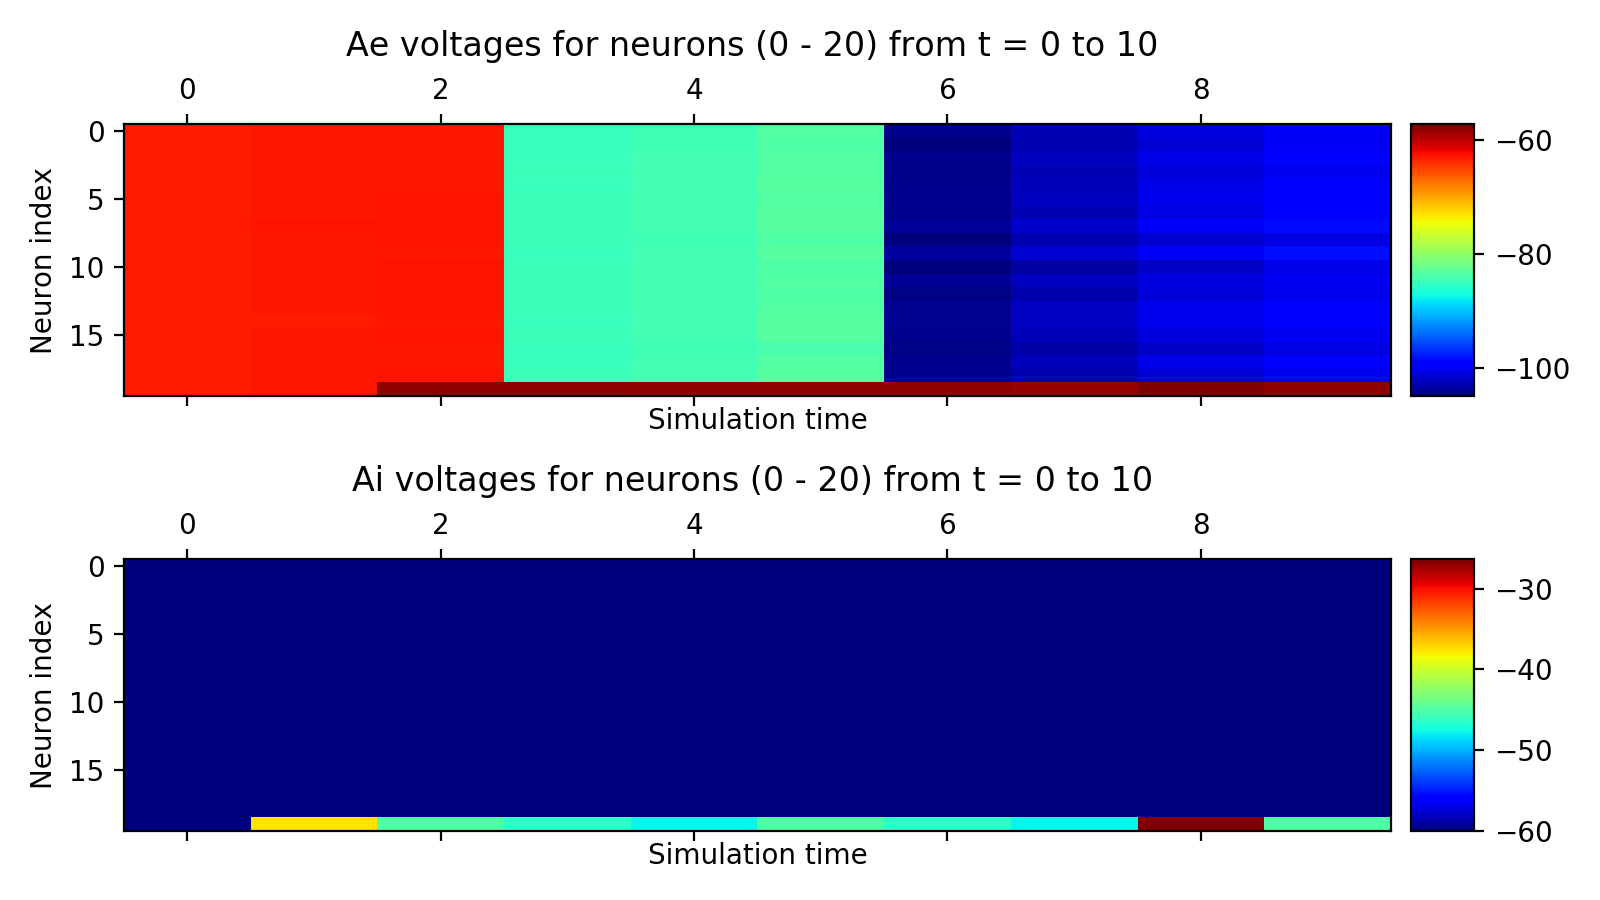 Ae voltages for neurons (0 - 20) from t = 0 to 10
0 2 4 6 8
Neuron index
0
5
10
15
−60
−80
−100
Simulation time
Ai voltages for neurons (0 - 20) from t = 0 to 10
0 2 4 6 8
Neuron index
0
5
10
15
−30
−40
−50
−60
Simulation time